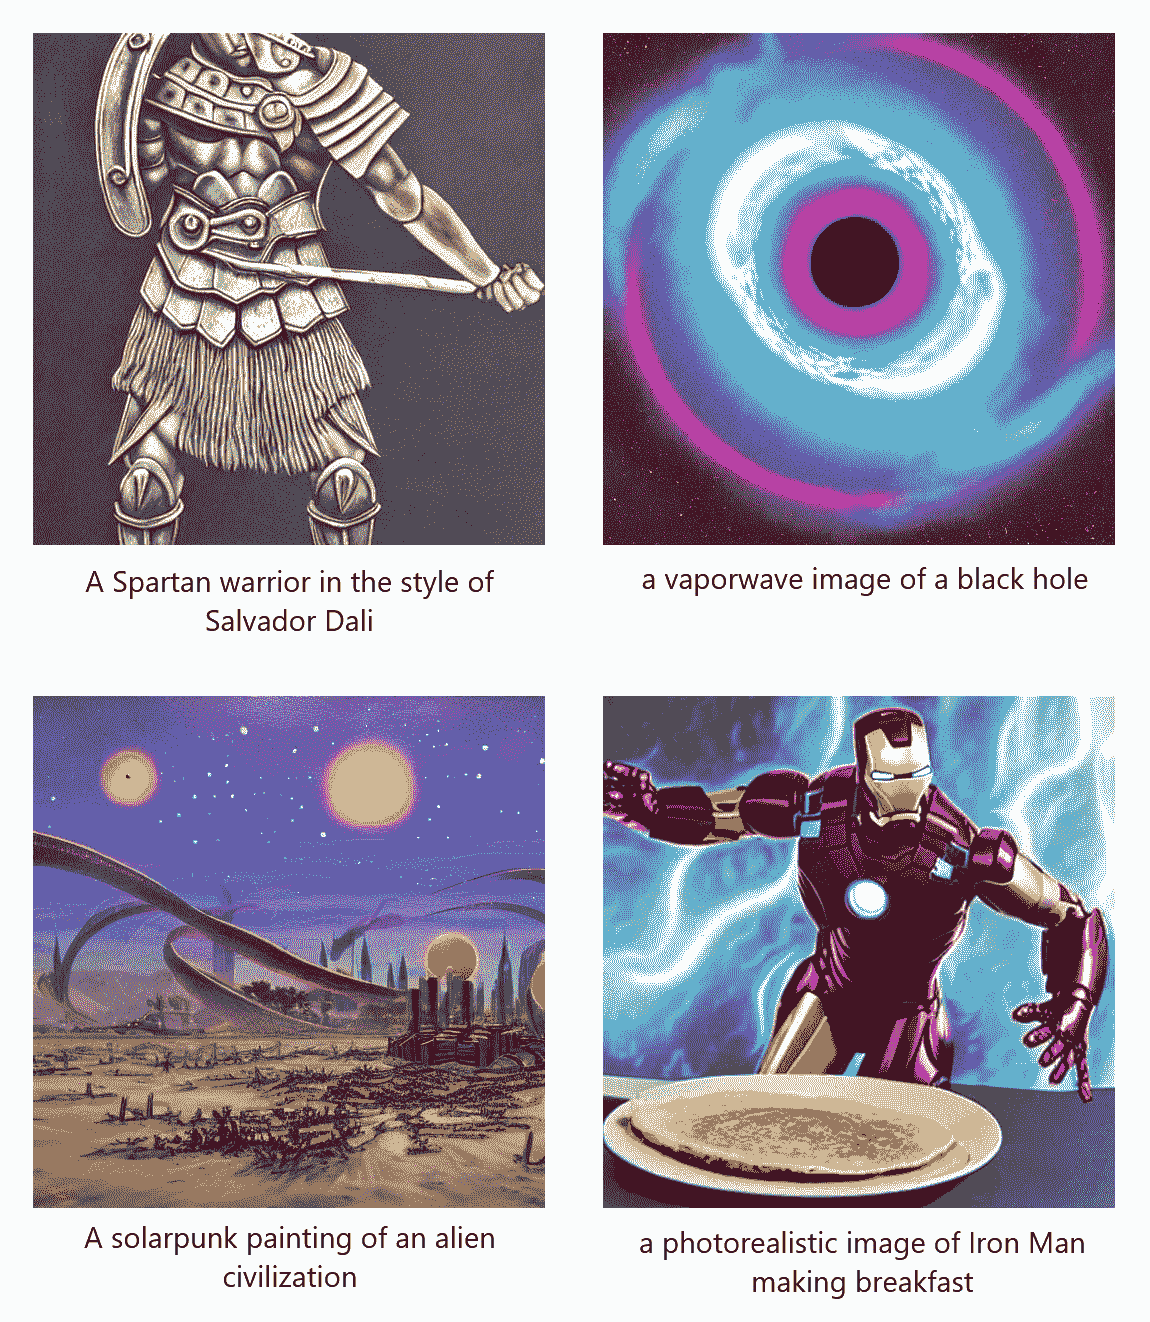 A Spartan warrior in the style of
Salvador Dali
a vaporwave image of a black hole
A solarpunk painting of an alien
civilization
a photorealistic image of Iron Man
making breakfast